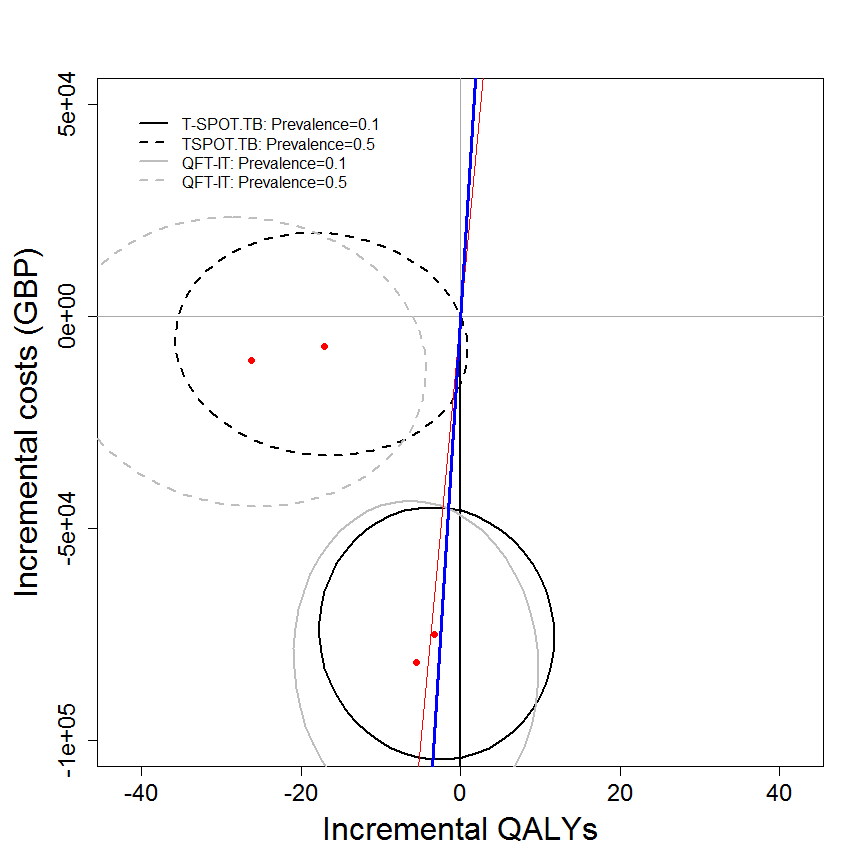 T-SPOT.TB: Prevalence=0.1
TSPOT.TB: Prevalence=0.5
QFT-IT: Prevalence=0.1
QFT-IT: Prevalence=0.5
Incremental costs (GBP)
5e+04
0e+00
-5e+04
-1e+05
-40 -20 0 20 40
Incremental QALYs